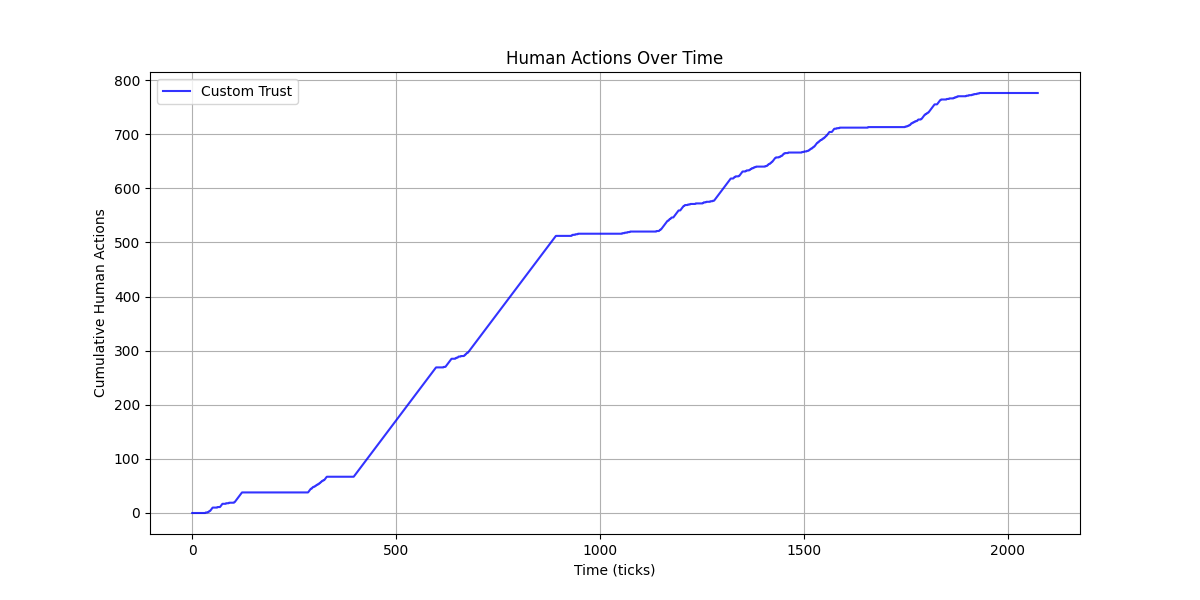 Human Actions Over Time
Custom Trust
Cumulative Human Actions
800
700
600
500
400
300
200
100
0
0 500 1000 1500 2000
Time (ticks)